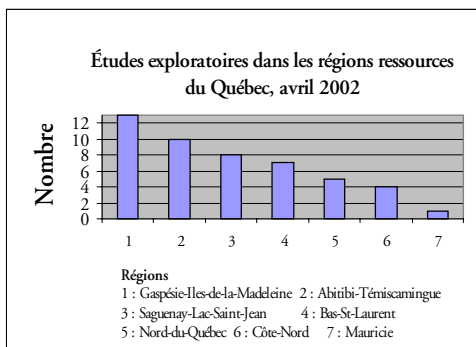 Études exploratoires dans les régions ressources
du Québec, avril 2002
Nombre
12
10
8
6
4
2
0
1 2 3 4 5 6 7
Régions
1 : Gaspésie-Iles-de-la-Madeleine 2 : Abitibi-Témiscamingue
3 : Saguenay-Lac-Saint-Jean 4 : Bas-St-Laurent
5 : Nord-du-Québec 6 : Côte-Nord 7 : Mauricie